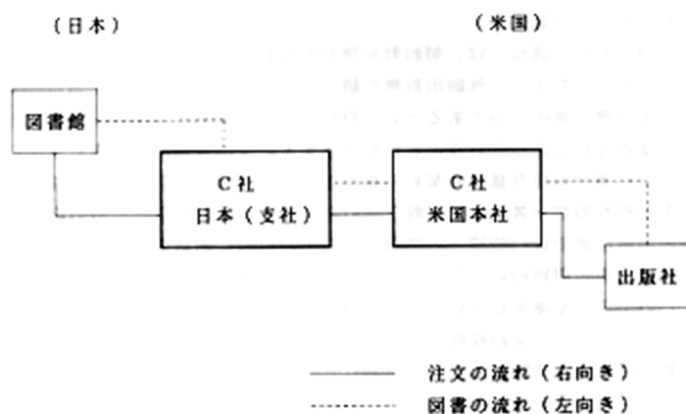 (日本)
(米国)
図書館
C社
日本(支社)
C社
米国本社
出版社
注文の流れ(右向き)
図書の流れ(左向き)